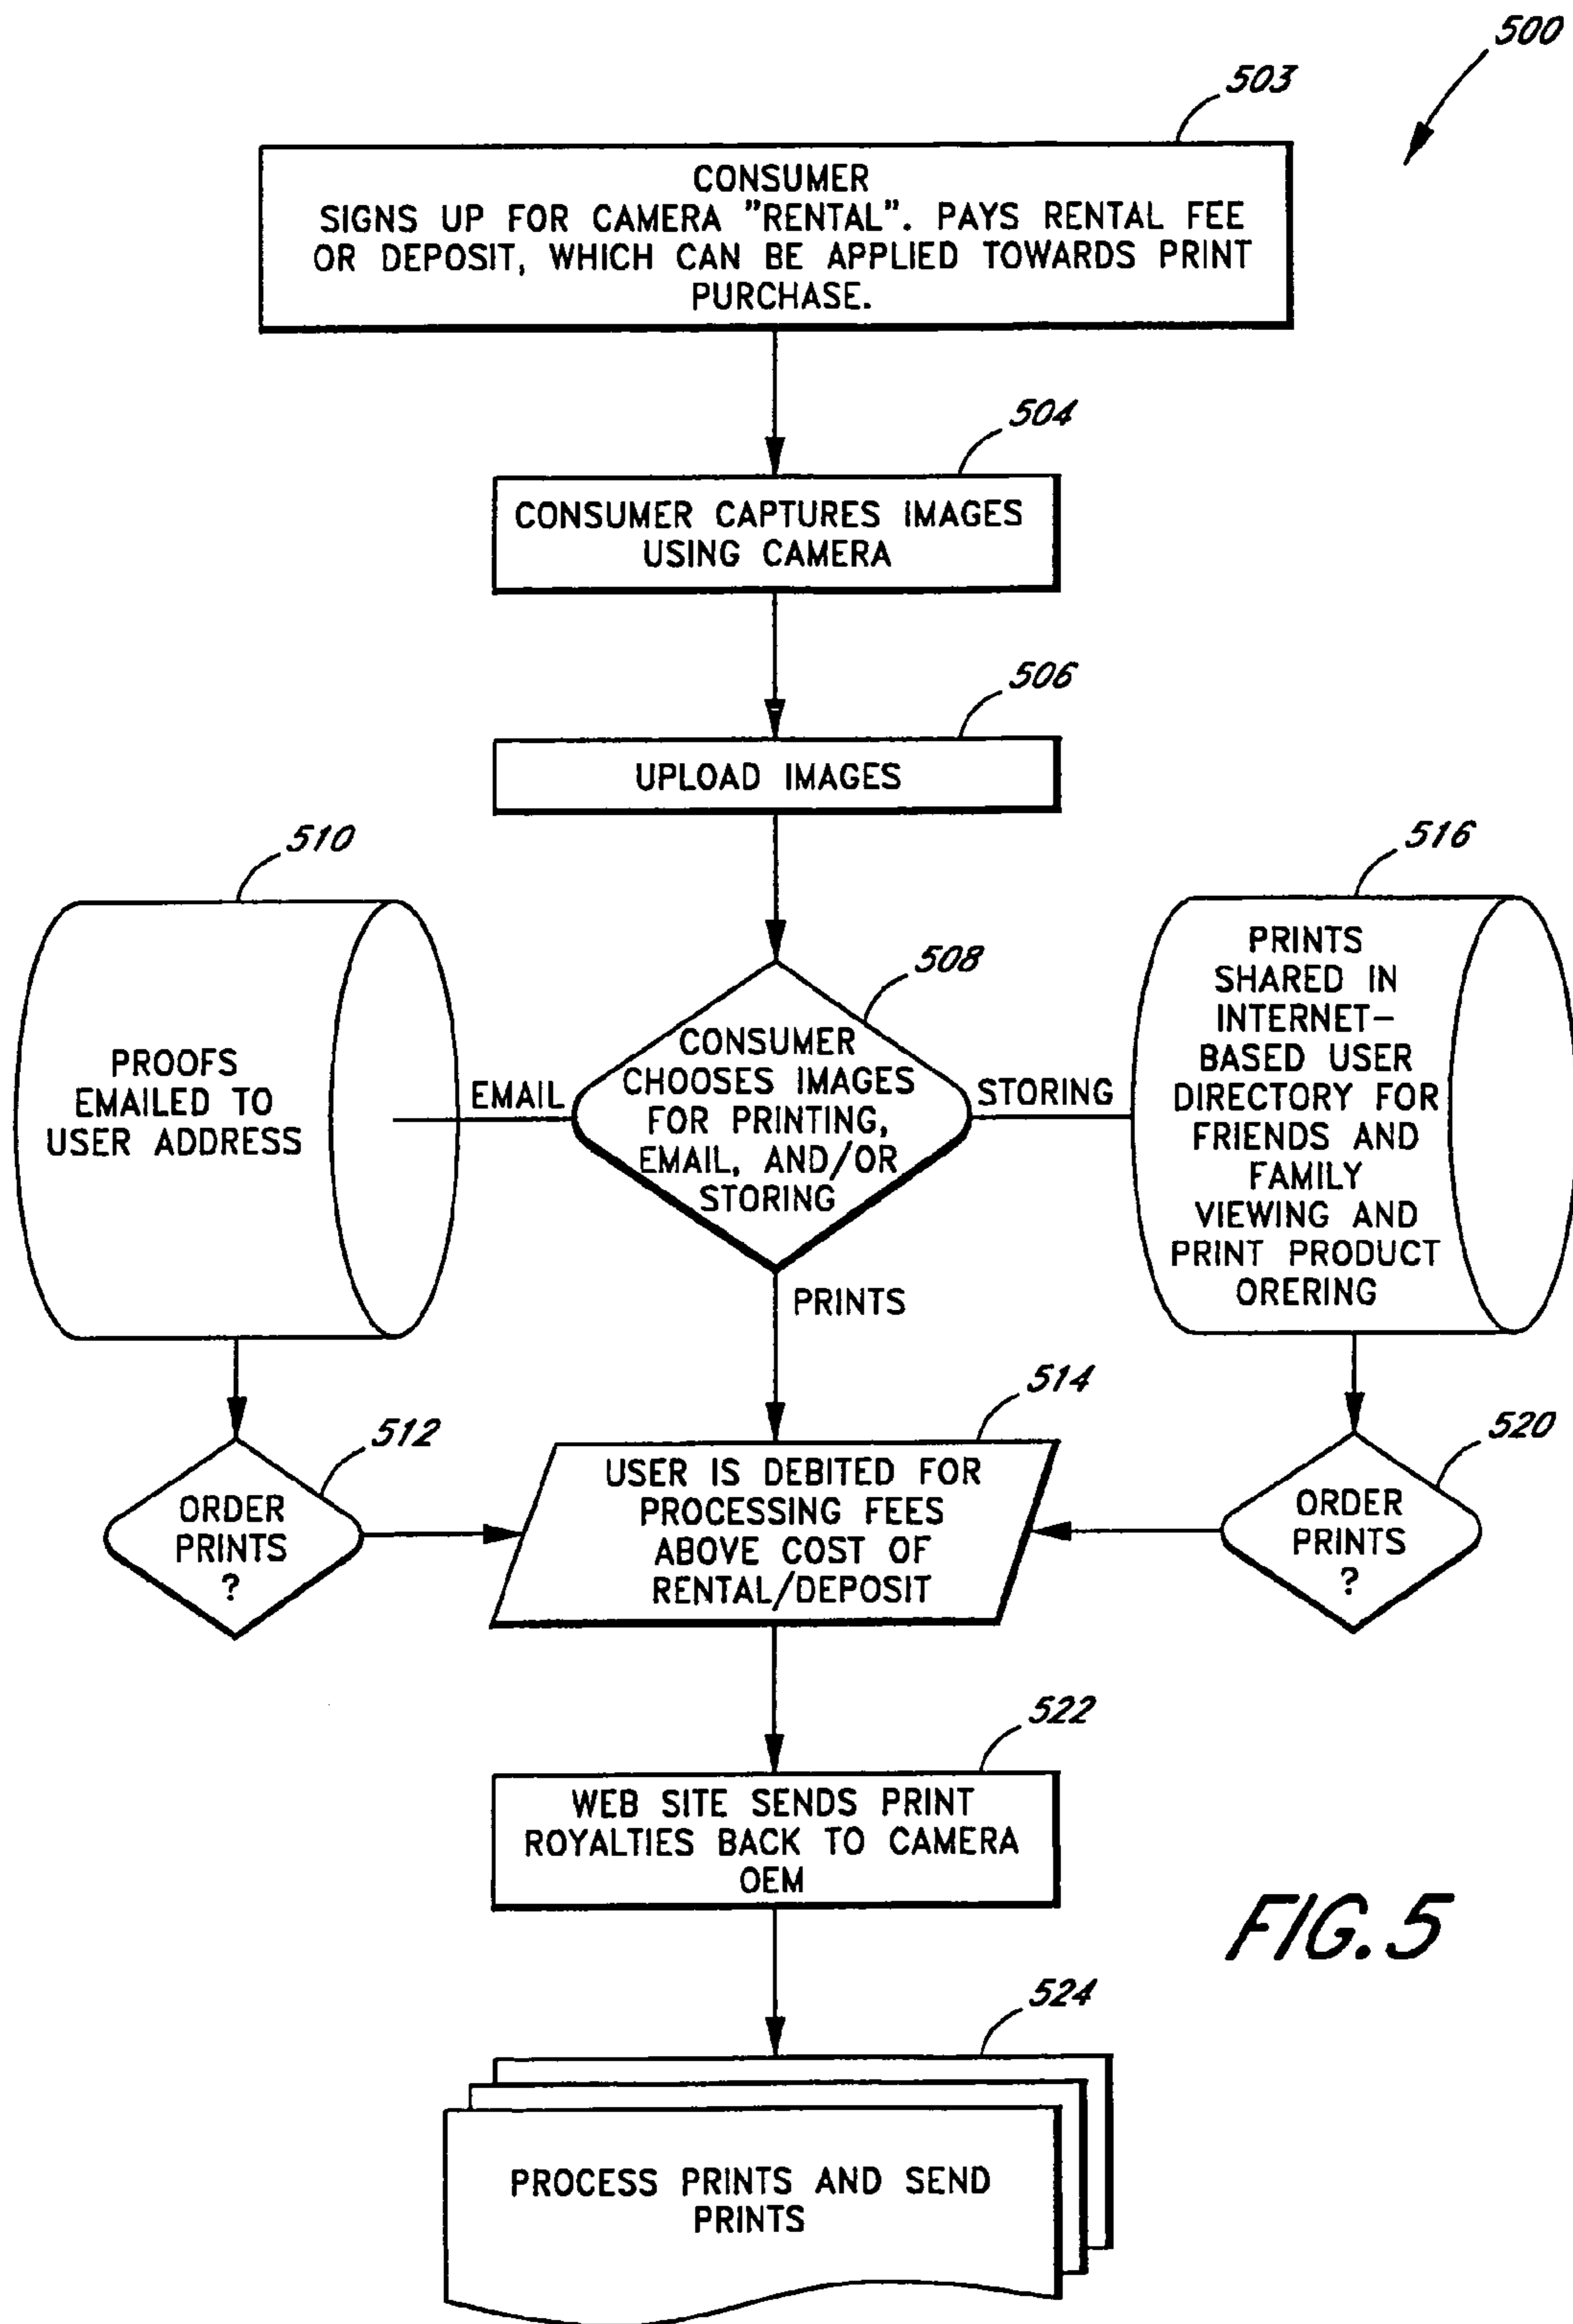 500
503
CONSUMER
SIGNS UP FOR CAMERA "RENTAL". PAYS RENTAL FEE
OR DEPOSIT, WHICH CAN BE APPLIED TOWARDS PRINT
PURCHASE.
504
CONSUMER CAPTURES IMAGES
USING CAMERA
506
UPLOAD IMAGES
510
PROOFS
EMAILED TO
USER ADDRESS
EMAIL
508
CONSUMER
CHOOSES IMAGES
FOR PRINTING,
EMAIL, AND/OR
STORING
STORING
516
PRINTS
SHARED IN
INTERNET-
BASED USER
DIRECTORY FOR
FRIENDS AND
FAMILY
VIEWING AND
PRINT PRODUCT
ORERING
PRINTS
512
ORDER
PRINTS
?
514
USER IS DEBITED FOR
PROCESSING FEES
ABOVE COST OF
RENTAL/DEPOSIT
520
ORDER
PRINTS
?
522
WEB SITE SENDS PRINT
ROYALTIES BACK TO CAMERA
OEM
FIG. 5
524
PROCESS PRINTS AND SEND
PRINTS